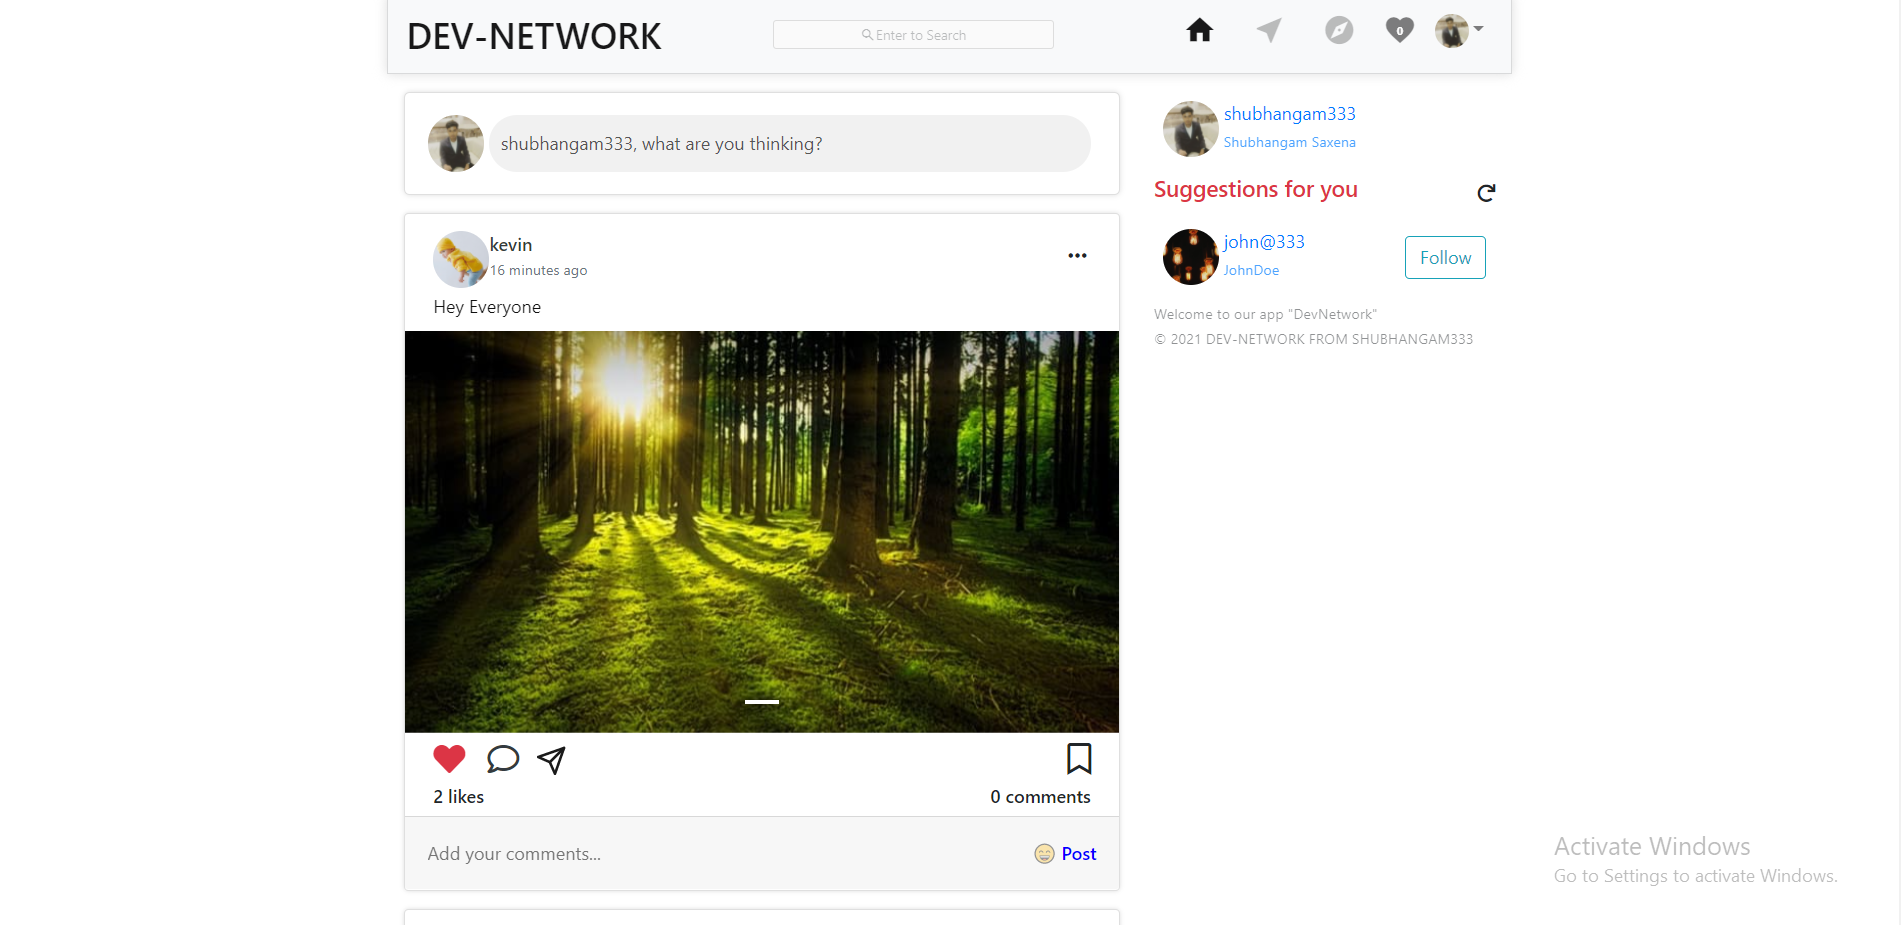 DEV-NETWORK
Enter to Search
0
shubhangam333, what are you thinking?
kevin
16 minutes ago
Hey Everyone
2 likes
0 comments
Add your comments...
Post
shubhangam333
Shubhangam Saxena
Suggestions for you
john@333
JohnDoe
Follow
Welcome to our app "DevNetwork"
© 2021 DEV-NETWORK FROM SHUBHANGAM333
Activate Windows
Go to Settings to activate Windows.